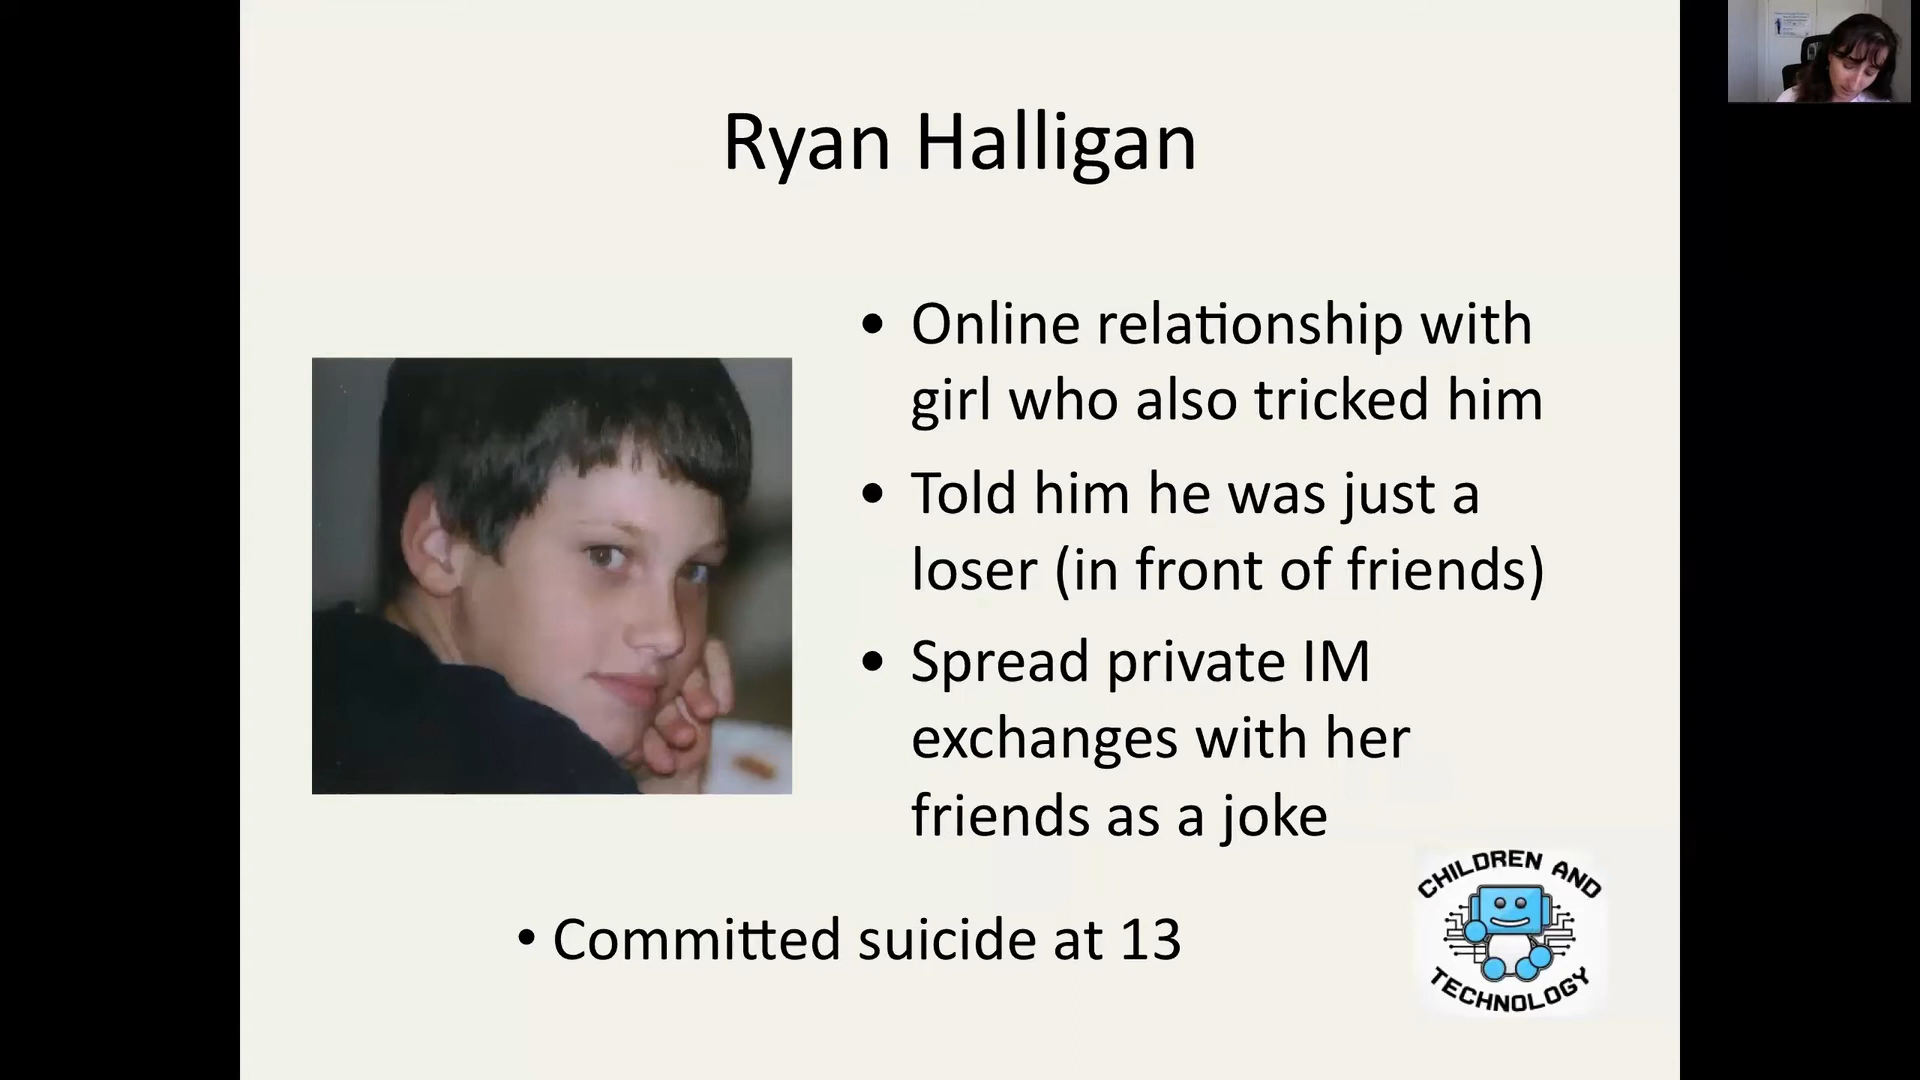 Ryan Halligan
• Online relationship with
girl who also tricked him
• Told him he was just a
loser (in front of friends)
• Spread private IM
exchanges with her
friends as a joke
• Committed suicide at 13
CHILDREN AND
TECHNOLOGY